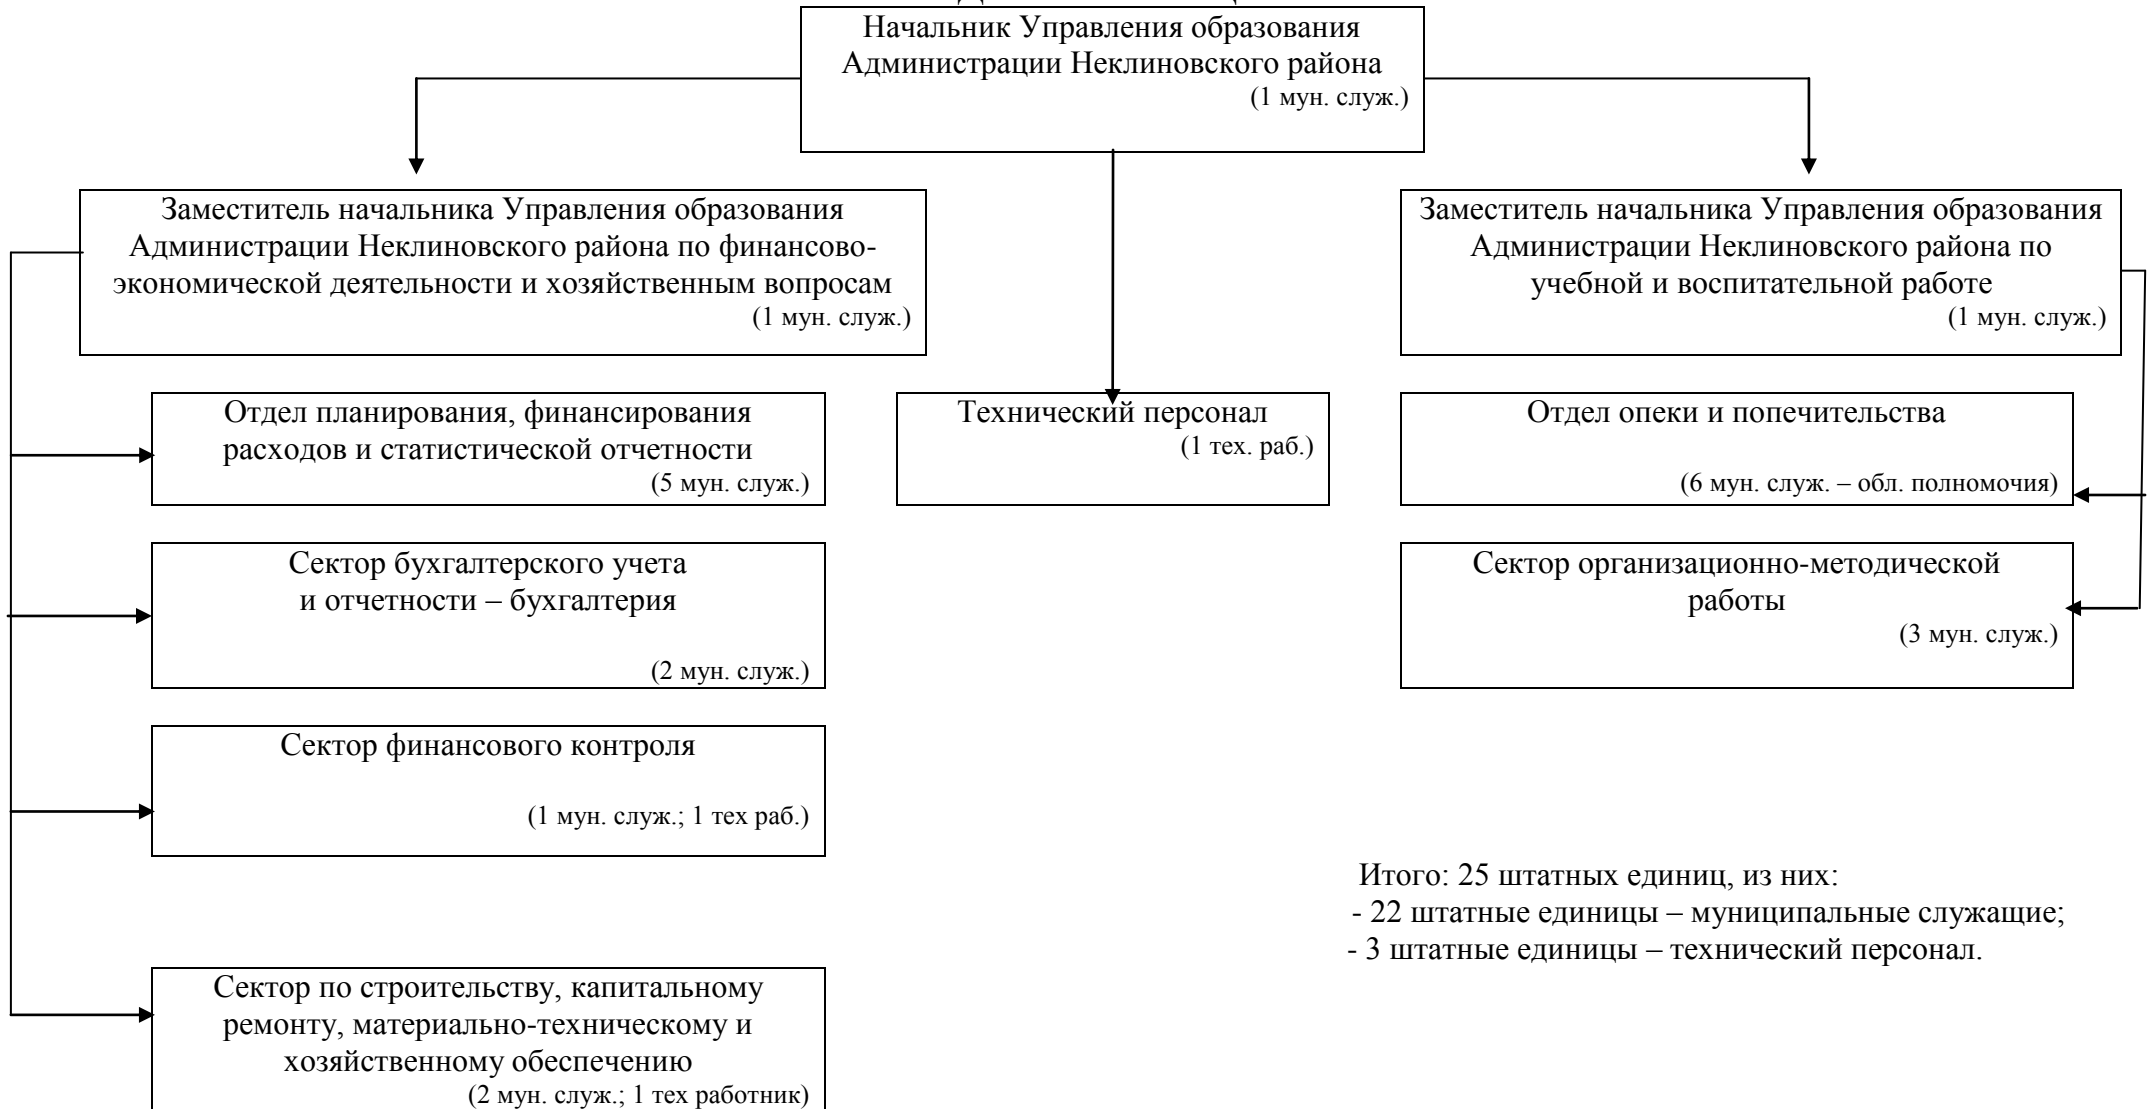 Начальник Управления образования
Администрации Неклиновского района
(1 мун. служ.)
Заместитель начальника Управления образования
Администрации Неклиновского района по финансово-
экономической деятельности и хозяйственным вопросам
(1 мун. служ.)
Заместитель начальника Управления образования
Администрации Неклиновского района по
учебной и воспитательной работе
(1 мун. служ.)
Отдел планирования, финансирования
расходов и статистической отчетности
(5 мун. служ.)
Технический персонал
(1 тех. раб.)
Отдел опеки и попечительства
(6 мун. служ. – обл. полномочия)
Сектор бухгалтерского учета
и отчетности – бухгалтерия
(2 мун. служ.)
Сектор организационно-методической
работы
(3 мун. служ.)
Сектор финансового контроля
(1 мун. служ.; 1 тех раб.)
Итого: 25 штатных единиц, из них:
- 22 штатные единицы – муниципальные служащие;
- 3 штатные единицы – технический персонал.
Сектор по строительству, капитальному
ремонту, материально-техническому и
хозяйственному обеспечению
(2 мун. служ.; 1 тех работник)